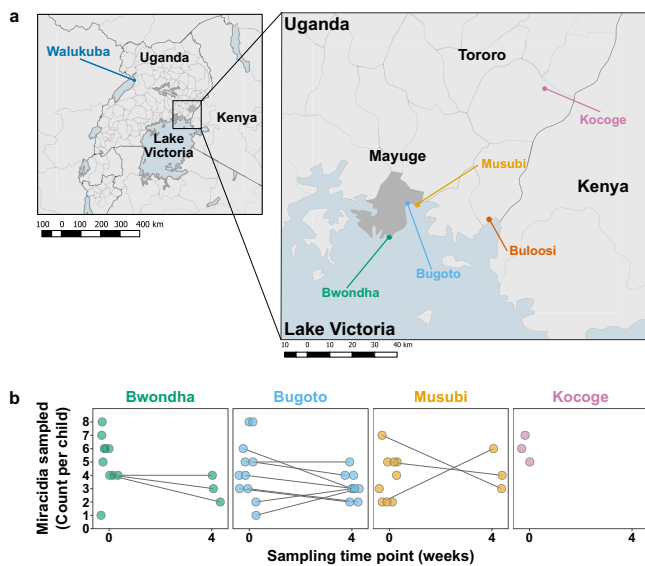 a
Walukuba
Uganda
Kenya
Lake
Victoria
100 0 100 200 300 400 km
Uganda
Tororo
Kocoge
Mayuge
Musubi
Kenya
Buloosi
Bugoto
Bwondha
Lake Victoria
10 0 10 20 30 40 km
b
Bwondha Bugoto Musubi Kocoge
Miracidia sampled
(Count per child)
8
7
6
5
4
3
2
1
0
0 4 0 4 0 4 0 4
Sampling time point (weeks)